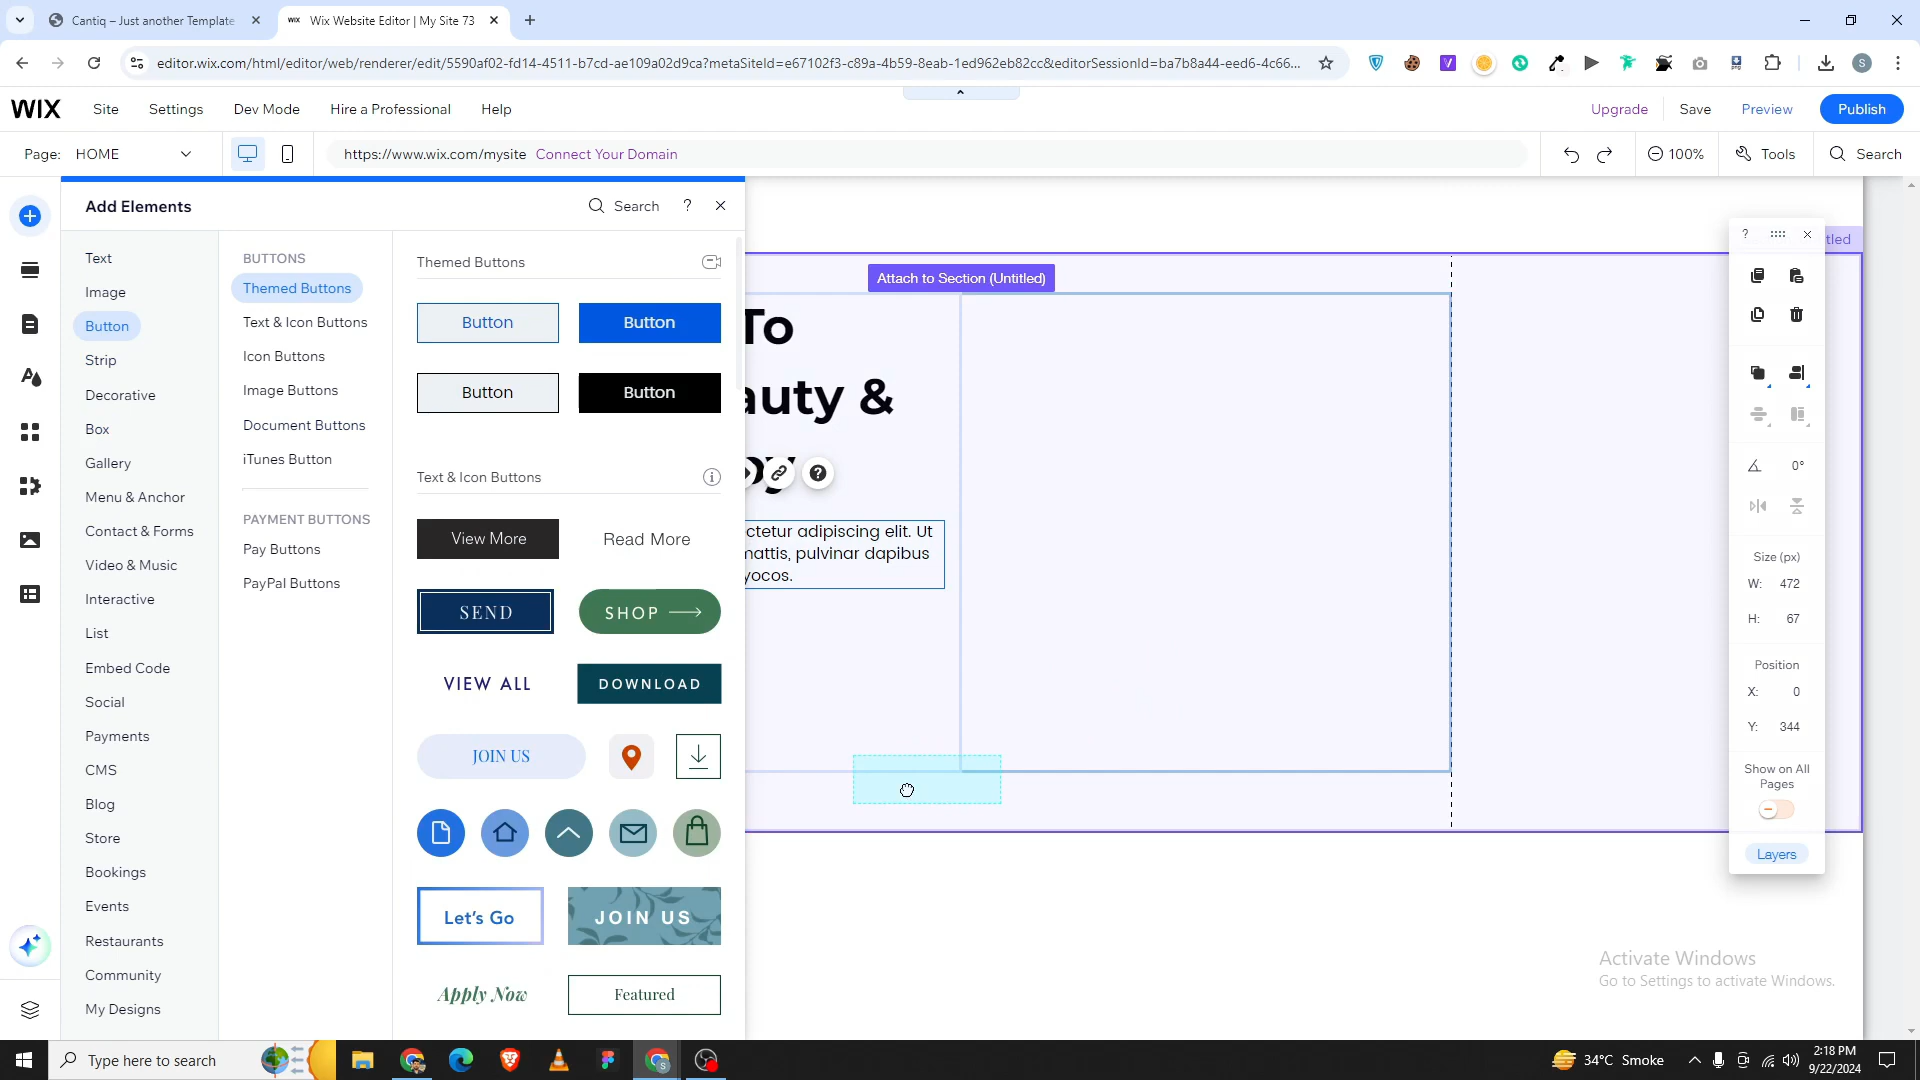 Cantiq – Just another Template
Wix Website Editor | My Site 73
editor.wix.com/html/editor/web/renderer/edit/5590af02-fd14-4511-b7cd-ae109a02d9ca?metaSiteId=e67102f3-c89a-4b59-8eab-1ed962eb82cc&editorSessionId=ba7b8a44-eed6-4c66...
WIX Site Settings Dev Mode Hire a Professional Help Upgrade Save Preview Publish
Page: HOME https://www.wix.com/mysite Connect Your Domain 100% Tools Search
Add Elements Search ?
Text
Image
Button
Strip
Decorative
Box
Gallery
Menu & Anchor
Contact & Forms
Video & Music
Interactive
List
Embed Code
Social
Payments
CMS
Blog
Store
Bookings
Events
Restaurants
Community
My Designs
BUTTONS
Themed Buttons
Text & Icon Buttons
Icon Buttons
Image Buttons
Document Buttons
iTunes Button
PAYMENT BUTTONS
Pay Buttons
PayPal Buttons
Themed Buttons
Button Button
Button Button
Text & Icon Buttons
View More Read More
SEND SHOP
VIEW ALL DOWNLOAD
JOIN US
Let's Go JOIN US
Apply Now Featured
Attach to Section (Untitled)
To
auty &
oy
ectetur adipiscing elit. Ut
mattis, pulvinar dapibus
yocos.
tled
?
0°
Size (px)
W: 472
H: 67
Position
X: 0
Y: 344
Show on All
Pages
Layers
Activate Windows
Go to Settings to activate Windows.
Type here to search
34°C Smoke
2:18 PM
9/22/2024